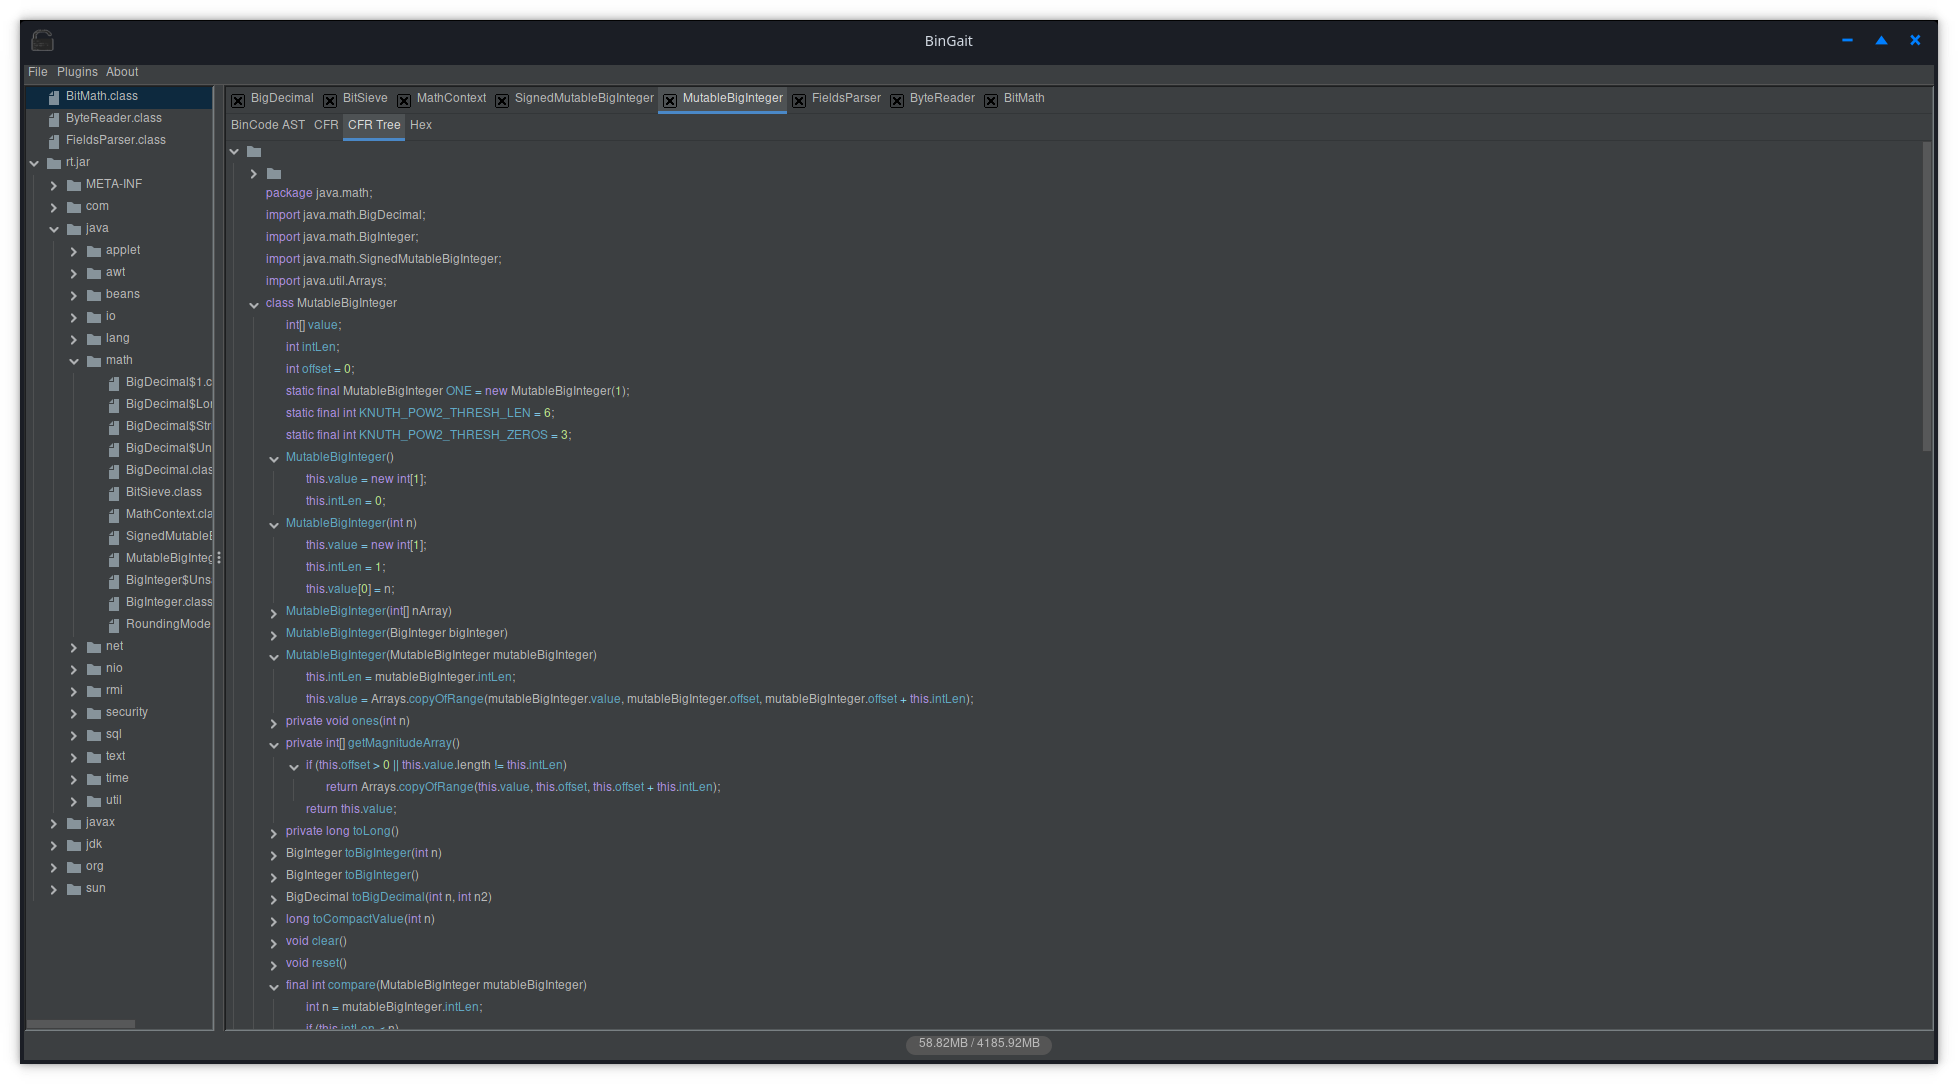 BinGait
File Plugins About
BitMath.class
ByteReader.class
FieldsParser.class
rt.jar
META-INF
com
java
applet
awt
beans
io
lang
math
BigDecimal$1.c
BigDecimal$Lo
BigDecimal$Str
BigDecimal$Un
BigDecimal.clas
BitSieve.class
MathContext.cla
SignedMutable
MutableBigInteg
BigInteger$Uns
BigInteger.class
RoundingMode
net
nio
rmi
security
sql
text
time
util
javax
jdk
org
sun
BigDecimal BitSieve MathContext SignedMutableBigInteger MutableBigInteger FieldsParser ByteReader BitMath
BinCode AST CFR CFR Tree Hex
package java.math;
import java.math.BigDecimal;
import java.math.BigInteger;
import java.math.SignedMutableBigInteger;
import java.util.Arrays;
class MutableBigInteger
int[] value;
int intLen;
int offset = 0;
static final MutableBigInteger ONE = new MutableBigInteger(1);
static final int KNUTH_POW2_THRESH_LEN = 6;
static final int KNUTH_POW2_THRESH_ZEROS = 3;
MutableBigInteger()
this.value = new int[1];
this.intLen = 0;
MutableBigInteger(int n)
this.value = new int[1];
this.intLen = 1;
this.value[0] = n;
MutableBigInteger(int[] nArray)
MutableBigInteger(BigInteger bigInteger)
MutableBigInteger(MutableBigInteger mutableBigInteger)
this.intLen = mutableBigInteger.intLen;
this.value = Arrays.copyOfRange(mutableBigInteger.value, mutableBigInteger.offset, mutableBigInteger.offset + this.intLen);
private void ones(int n)
private int[] getMagnitudeArray()
if (this.offset > 0 || this.value.length != this.intLen)
return Arrays.copyOfRange(this.value, this.offset, this.offset + this.intLen);
return this.value;
private long toLong()
BigInteger toBigInteger(int n)
BigInteger toBigInteger()
BigDecimal toBigDecimal(int n, int n2)
long toCompactValue(int n)
void clear()
void reset()
final int compare(MutableBigInteger mutableBigInteger)
int n = mutableBigInteger.intLen;
if (this.intLen < n)
58.82MB / 4185.92MB